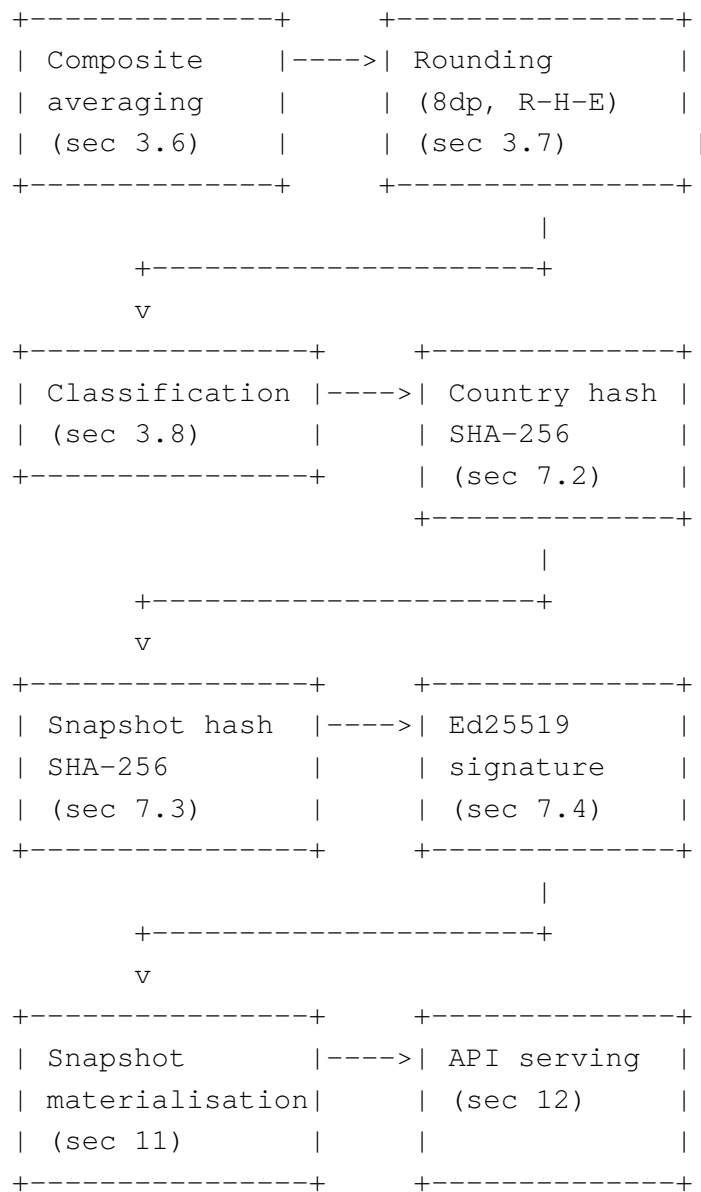 +--------------+     +----------------+
| Composite    |---->| Rounding       |
| averaging    |     | (8dp, R-H-E)   |
| (sec 3.6)    |     | (sec 3.7)       |
+--------------+     +----------------+
                             |
       +---------------------+
       v
+----------------+     +--------------+
| Classification |---->| Country hash |
| (sec 3.8)      |     | SHA-256      |
+----------------+     | (sec 7.2)    |
                       +--------------+
                             |
       +---------------------+
       v
+----------------+     +--------------+
| Snapshot hash  |---->| Ed25519      |
| SHA-256        |     | signature    |
| (sec 7.3)      |     | (sec 7.4)    |
+----------------+     +--------------+
                             |
       +---------------------+
       v
+----------------+     +--------------+
| Snapshot       |---->| API serving  |
| materialisation|     | (sec 12)     |
| (sec 11)       |     |              |
+----------------+     +--------------+